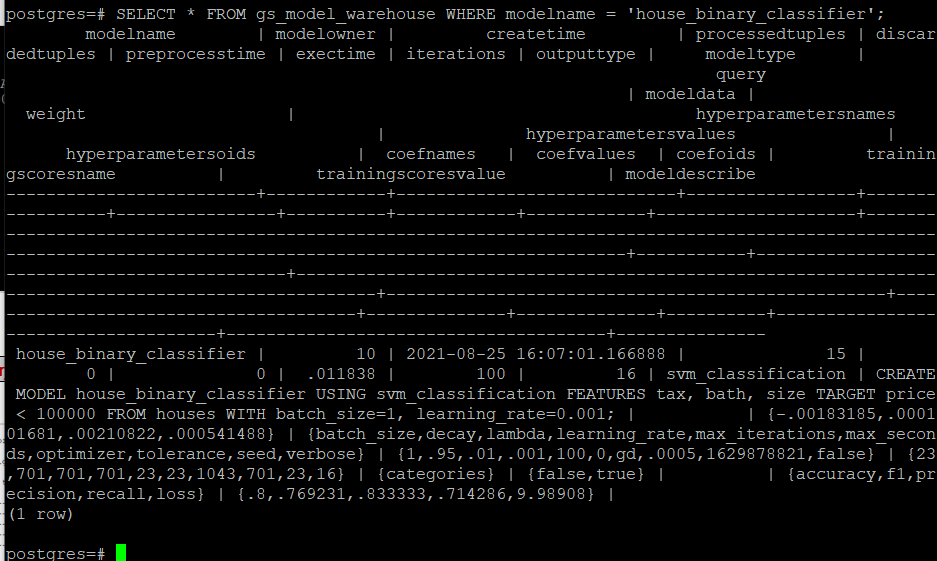 postgres=# SELECT * FROM gs_model_warehouse WHERE modelname = 'house_binary_classifier';
modelname | modelowner | createtime | processedtuples | discar
dedtuples | preprocesstime | exectime | iterations | outputtype | modeltype |
query
| modeldata |
weight | hyperparametersnames
| hyperparametersvalues |
hyperparametersoids | coefnames | coefvalues | coefoids | trainin
gscoresname | trainingscoresvalue | modeldescribe
---------------------------+------------+-------------------------------+-----------------+-------
----------+----------------+----------+------------+------------+--------------------+-------------
---------------------------------------------------------------------------------------------------
------------------------------------------------------------------+-----------+--------------------
------------------------------+--------------------------------------------------------------------
----------------------------------------+-----------------------------------------------------+----
--------------------------------------+---------------+---------------+----------+-----------------
-----------------------+-----------------------------------------+---------------
house_binary_classifier | 10 | 2021-08-25 16:07:01.166888 | 15 |
0 | 0 | .011838 | 100 | 16 | svm_classification | CREATE
MODEL house_binary_classifier USING svm_classification FEATURES tax, bath, size TARGET price
< 100000 FROM houses WITH batch_size=1, learning_rate=0.001; | | {-.00183185,.0001
01681,.00210822,.000541488} | {batch_size,decay,lambda,learning_rate,max_iterations,max_secon
ds,optimizer,tolerance,seed,verbose} | {1,.95,.01,.001,100,0,gd,.0005,1629878821,false} | {23
,701,701,701,23,23,1043,701,23,16} | {categories} | {false,true} | | {accuracy,f1,pr
ecision,recall,loss} | {.8,.769231,.833333,.714286,9.98908} |
(1 row)
postgres=#